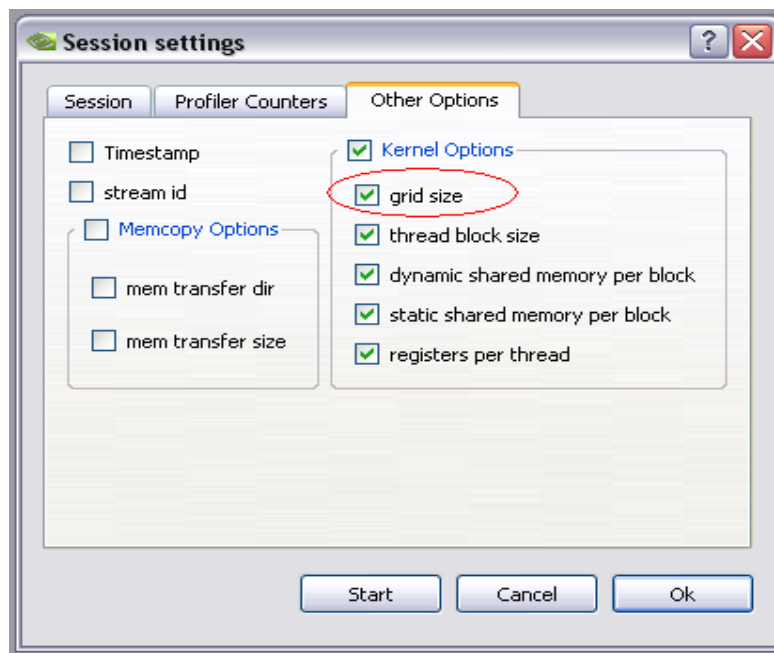 Session settings
Session
Profiler Counters
Other Options
Timestamp
stream id
Memcopy Options
mem transfer dir
mem transfer size
Kernel Options
grid size
thread block size
dynamic shared memory per block
static shared memory per block
registers per thread
Start
Cancel
Ok